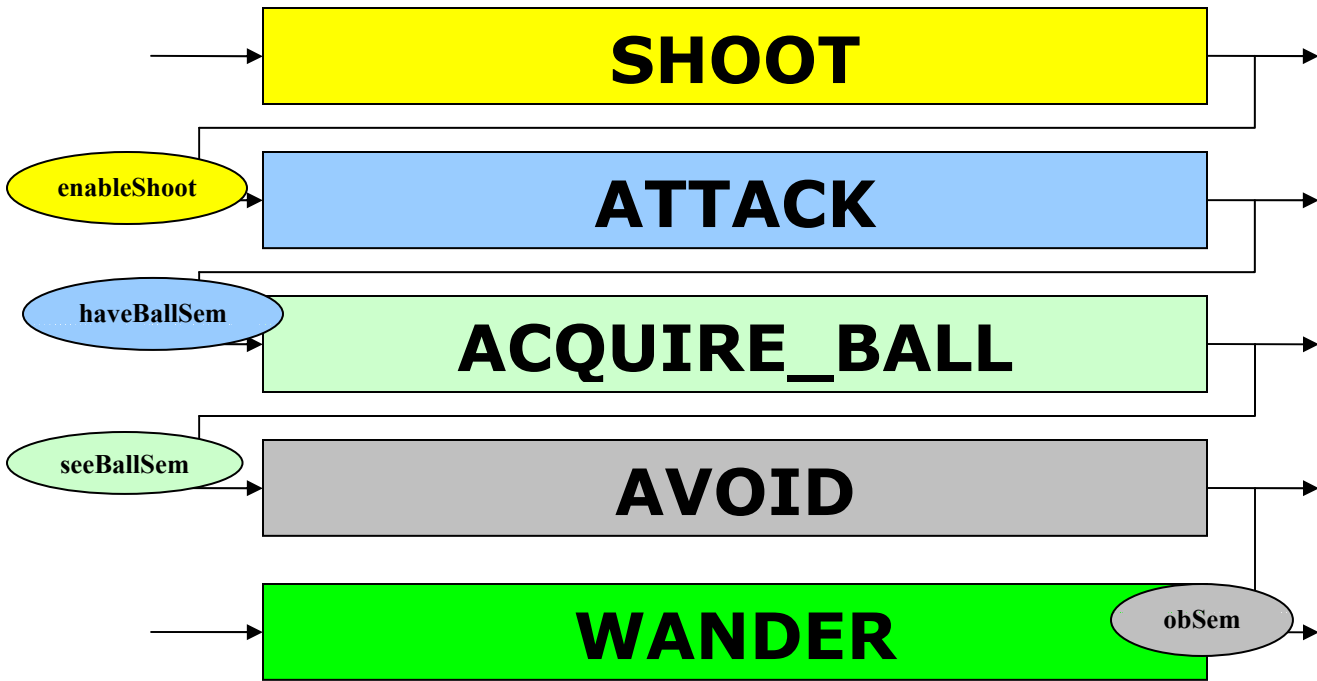 SHOOT
enableShoot
ATTACK
haveBallSem
ACQUIRE_BALL
seeBallSem
AVOID
WANDER
obSem